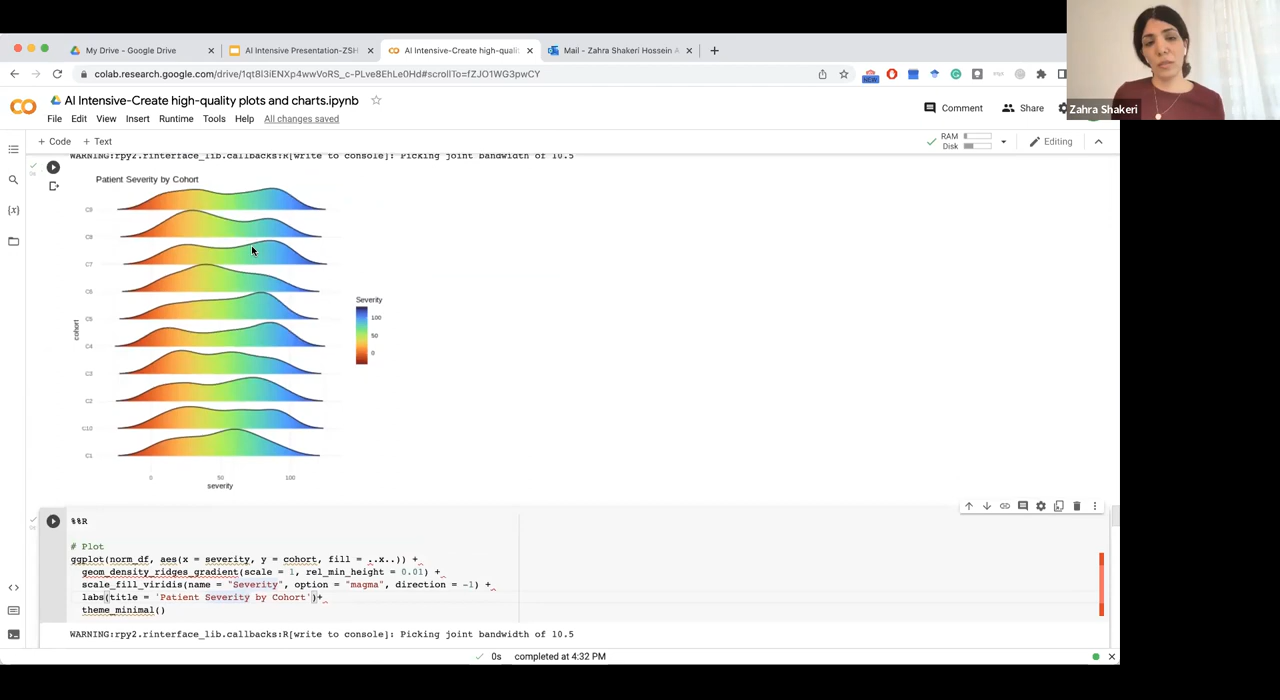 My Drive - Google Drive
AI Intensive Presentation-ZSH
AI Intensive-Create high-quali
Mail - Zahra Shakeri Hossein A
colab.research.google.com/drive/1qt8l3iENXp4wwVoRS_c-PLve8EhLe0Hd#scrollTo=fZJO1WG3pwCY
NEW
Zahra Shakeri
AI Intensive-Create high-quality plots and charts.ipynb
Comment
Share
File Edit View Insert Runtime Tools Help All changes saved
+ Code + Text
RAM
Disk
Editing
WARNING:rpy2.rinterface_lib.callbacks:R[write to console]: Picking joint bandwidth of 10.5
0s
Patient Severity by Cohort
C9
C8
C7
C6
C5
C4
C3
C2
C10
C1
cohort
0 50 100
severity
Severity
100
50
0
{x}
0s
%%R
# Plot
ggplot(norm_df, aes(x = severity, y = cohort, fill = ..x..)) +
geom_density_ridges_gradient(scale = 1, rel_min_height = 0.01) +
scale_fill_viridis(name = "Severity", option = "magma", direction = -1) +
labs(title = 'Patient Severity by Cohort')+
theme_minimal()
WARNING:rpy2.rinterface_lib.callbacks:R[write to console]: Picking joint bandwidth of 10.5
0s completed at 4:32 PM